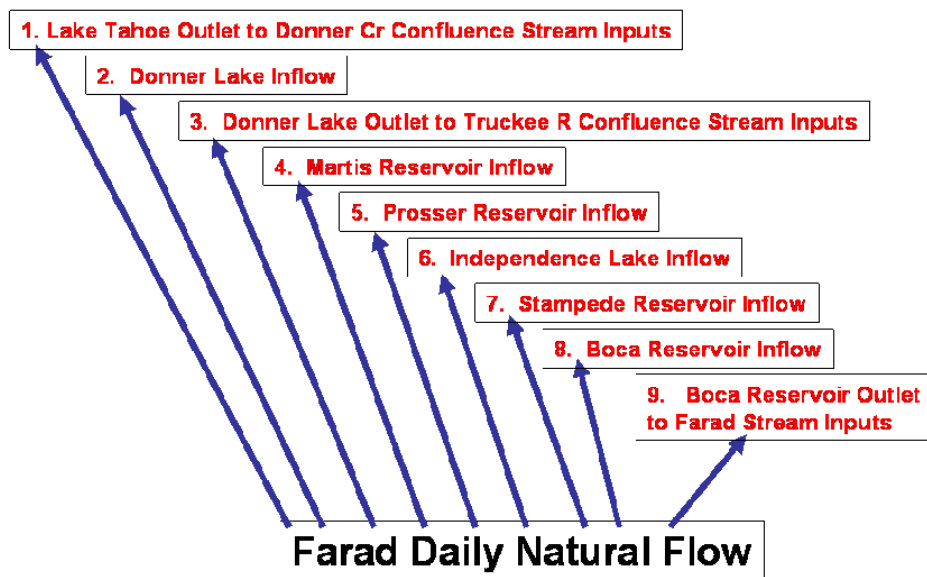 1. Lake Tahoe Outlet to Donner Cr Confluence Stream Inputs
2. Donner Lake Inflow
3. Donner Lake Outlet to Truckee R Confluence Stream Inputs
4. Martis Reservoir Inflow
5. Prosser Reservoir Inflow
6. Independence Lake Inflow
7. Stampede Reservoir Inflow
8. Boca Reservoir Inflow
9. Boca Reservoir Outlet
to Farad Stream Inputs
Farad Daily Natural Flow